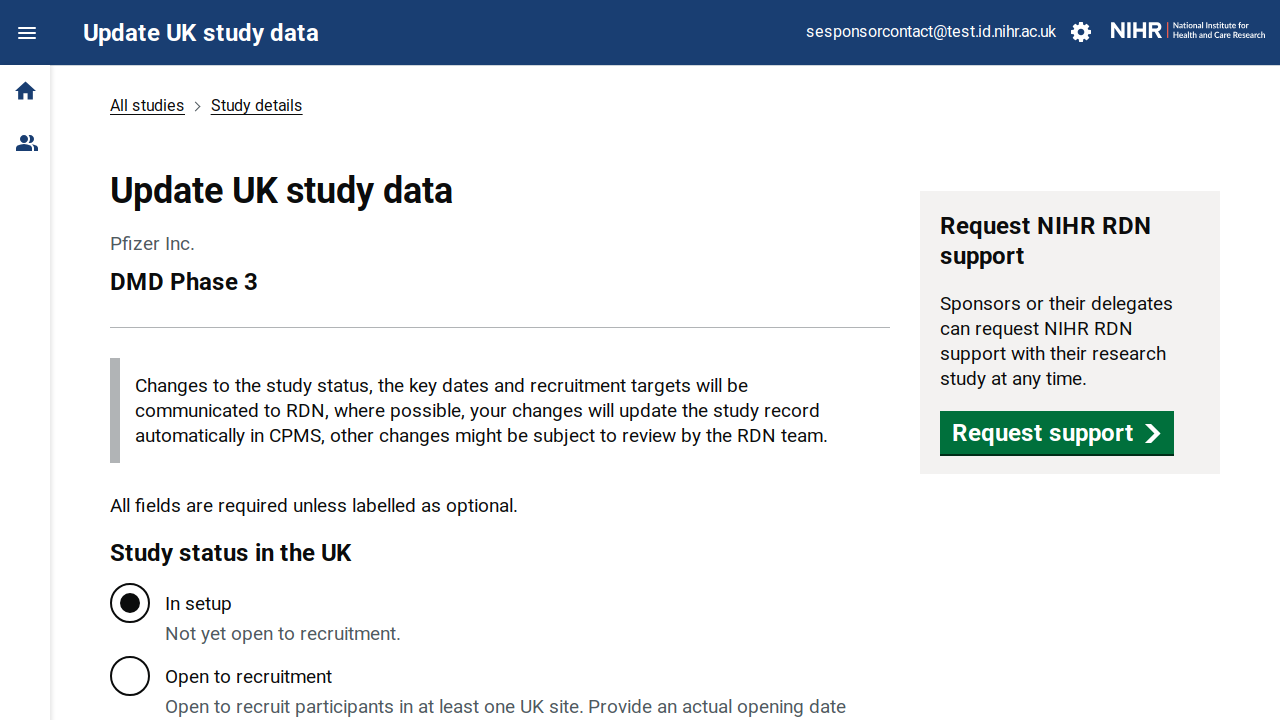 Update UK study data
sesponsorcontact@test.id.nihr.ac.uk
NIHR
National Institute for
Health and Care Research
All studies
Study details
Update UK study data
Pfizer Inc.
DMD Phase 3
Changes to the study status, the key dates and recruitment targets will be
communicated to RDN, where possible, your changes will update the study record
automatically in CPMS, other changes might be subject to review by the RDN team.
All fields are required unless labelled as optional.
Study status in the UK
In setup
Not yet open to recruitment.
Open to recruitment
Open to recruit participants in at least one UK site. Provide an actual opening date
Request NIHR RDN
support
Sponsors or their delegates
can request NIHR RDN
support with their research
study at any time.
Request support